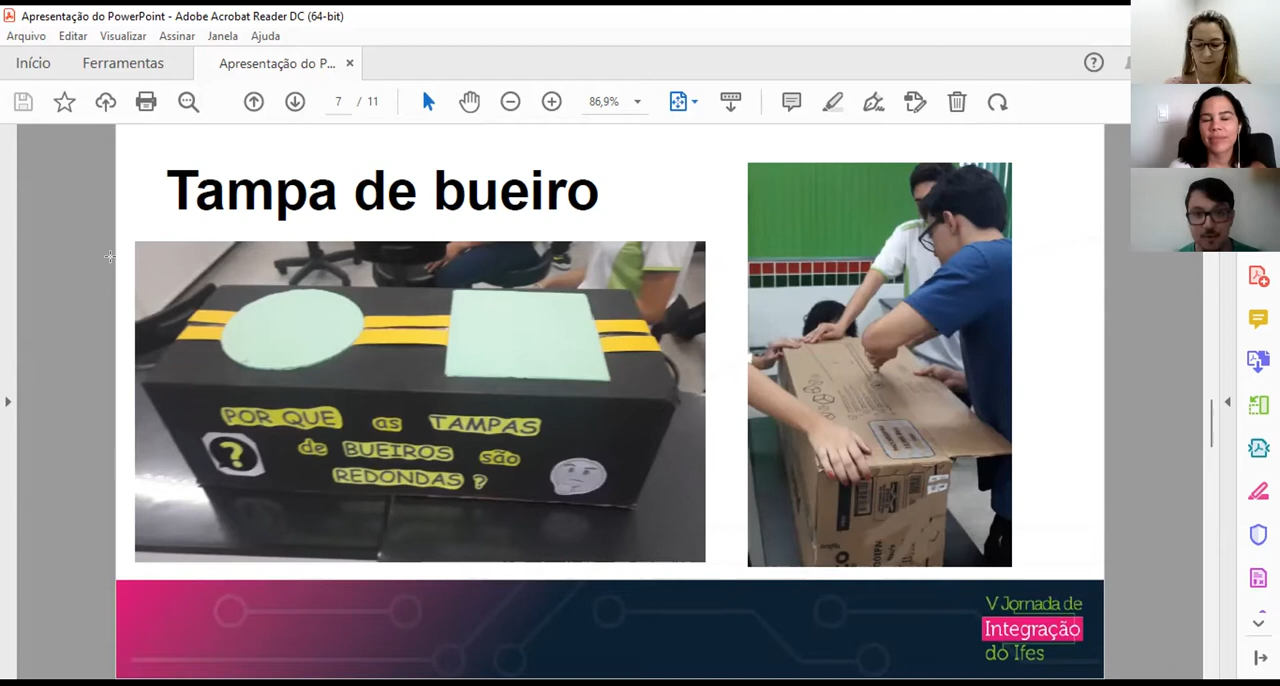 Apresentação do PowerPoint - Adobe Acrobat Reader DC (64-bit)
Arquivo Editar Visualizar Assinar Janela Ajuda
Início Ferramentas Apresentação do P... ×
7 / 11 86,9%
Tampa de bueiro
POR QUE as TAMPAS
de BUEIROS são
REDONDAS ?
?
V Jornada de
Integração
do Ifes